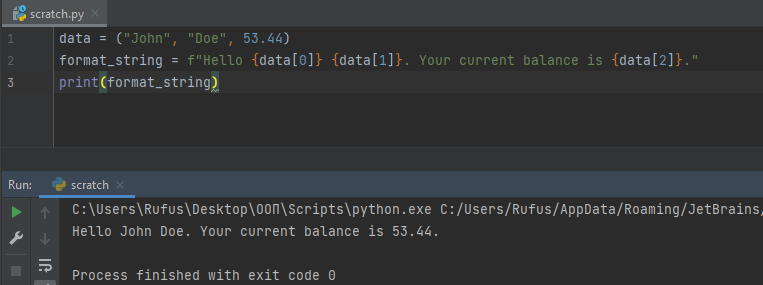 scratch.py
1 data = ("John", "Doe", 53.44)
2 format_string = f"Hello {data[0]} {data[1]}. Your current balance is {data[2]}."
3 print(format_string)
Run: scratch
C:\Users\Rufus\Desktop\ООП\Scripts\python.exe C:/Users/Rufus/AppData/Roaming/JetBrains/
Hello John Doe. Your current balance is 53.44.
Process finished with exit code 0